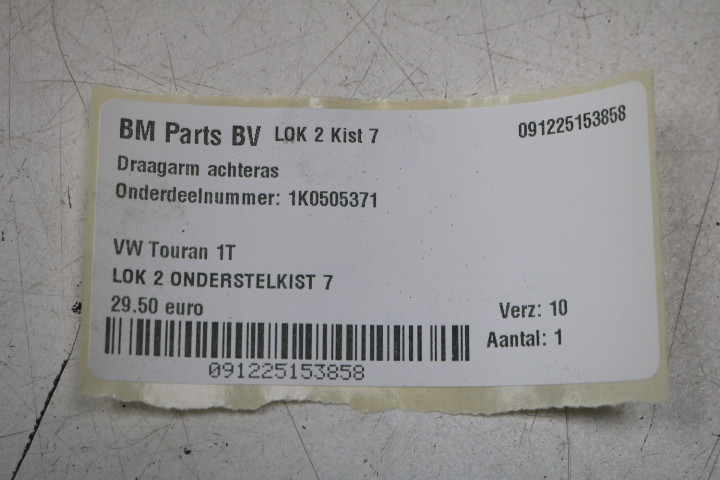 BM Parts BV LOK 2 Kist 7
091225153858
Draagarm achteras
Onderdeelnummer: 1K0505371
VW Touran 1T
LOK 2 ONDERSTELKIST 7
29.50 euro
Verz: 10
Aantal: 1
091225153858